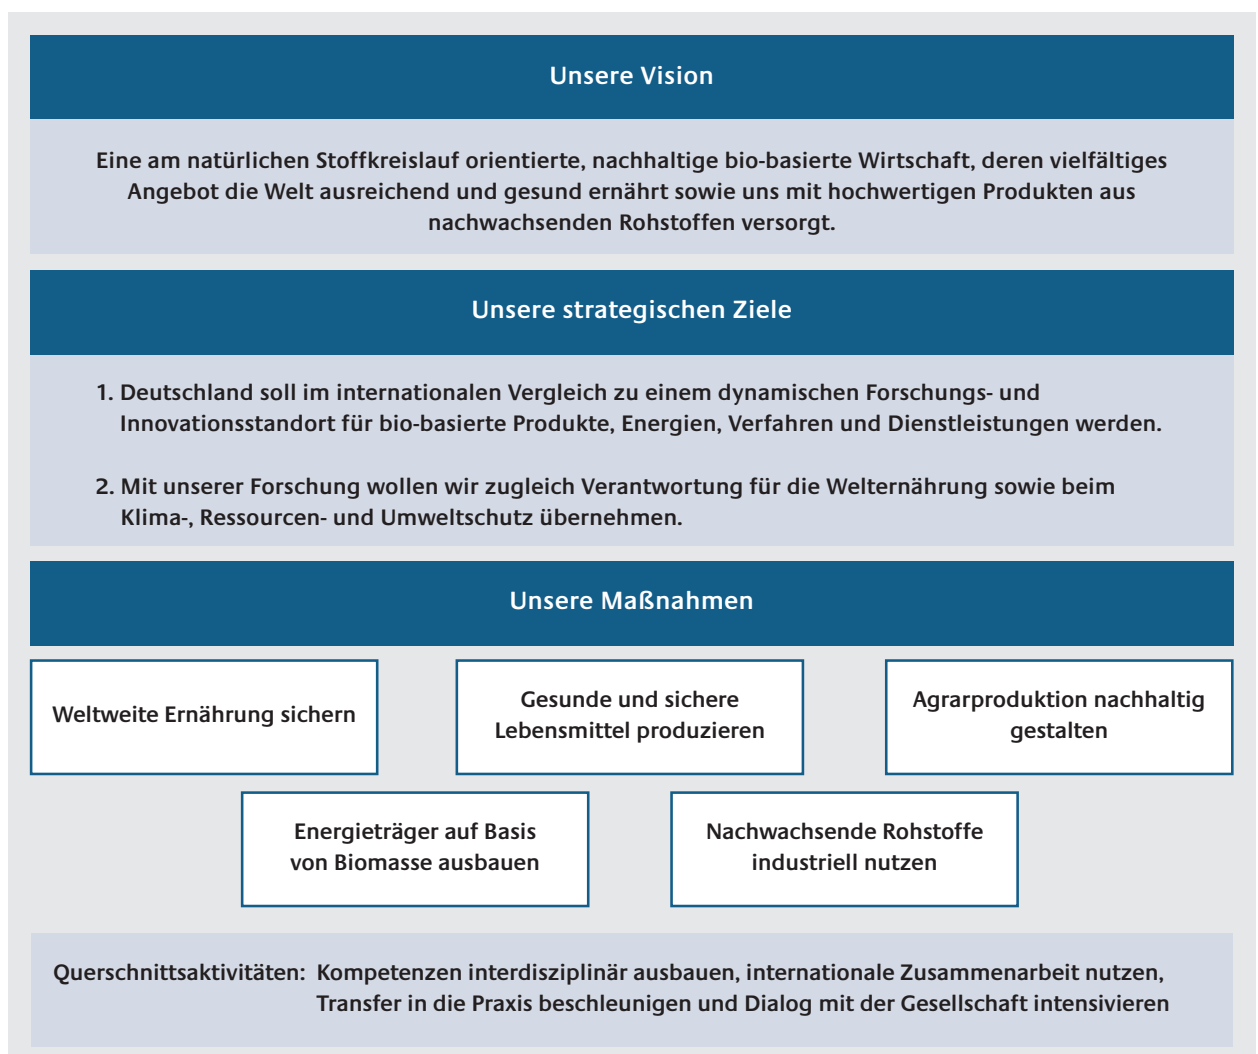 Unsere Vision
Eine am natürlichen Stoffkreislauf orientierte, nachhaltige bio-basierte Wirtschaft, deren vielfältiges
Angebot die Welt ausreichend und gesund ernährt sowie uns mit hochwertigen Produkten aus
nachwachsenden Rohstoffen versorgt.
Unsere strategischen Ziele
1. Deutschland soll im internationalen Vergleich zu einem dynamischen Forschungs- und
Innovationsstandort für bio-basierte Produkte, Energien, Verfahren und Dienstleistungen werden.
2. Mit unserer Forschung wollen wir zugleich Verantwortung für die Welternährung sowie beim
Klima-, Ressourcen- und Umweltschutz übernehmen.
Unsere Maßnahmen
Weltweite Ernährung sichern
Gesunde und sichere
Lebensmittel produzieren
Agrarproduktion nachhaltig
gestalten
Energieträger auf Basis
von Biomasse ausbauen
Nachwachsende Rohstoffe
industriell nutzen
Querschnittsaktivitäten: Kompetenzen interdisziplinär ausbauen, internationale Zusammenarbeit nutzen,
Transfer in die Praxis beschleunigen und Dialog mit der Gesellschaft intensivieren